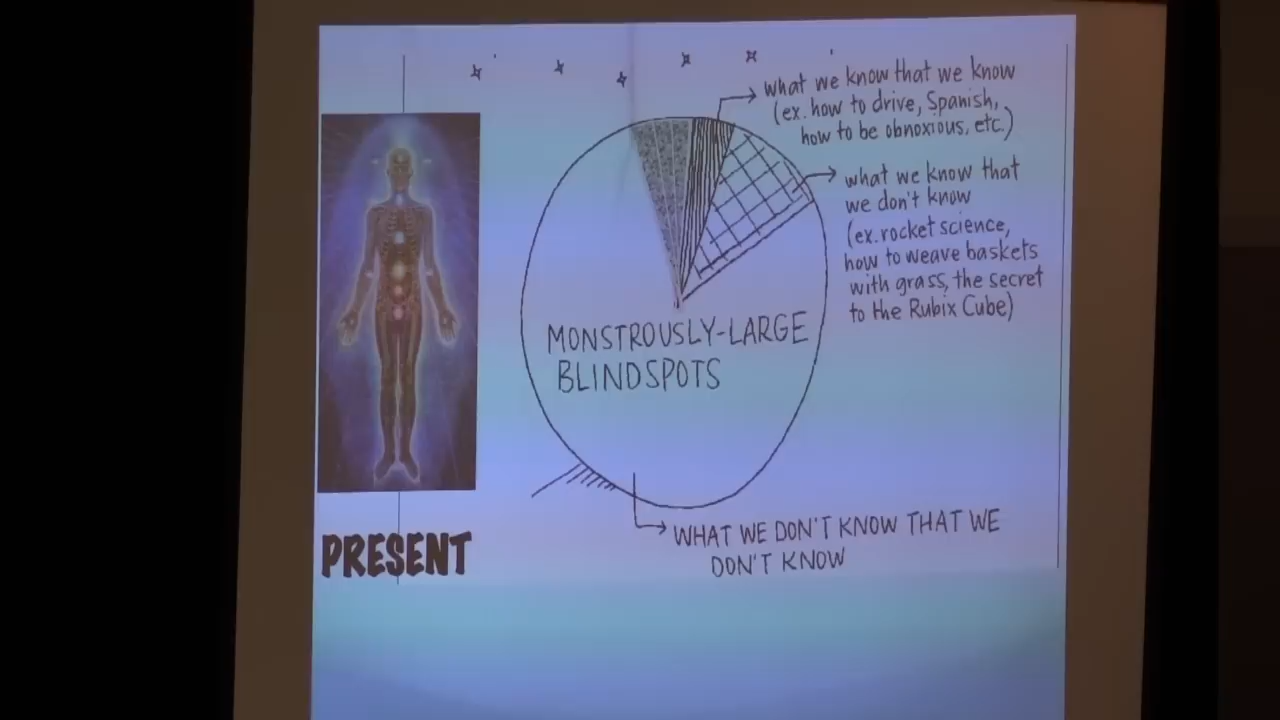 what we know that we know
(ex. how to drive, Spanish,
how to be obnoxious, etc.)
what we know that
we don't know
(ex. rocket science,
how to weave baskets
with grass, the secret
to the Rubix Cube)
MONSTROUSLY-LARGE
BLINDSPOTS
WHAT WE DON'T KNOW THAT WE
DON'T KNOW
PRESENT